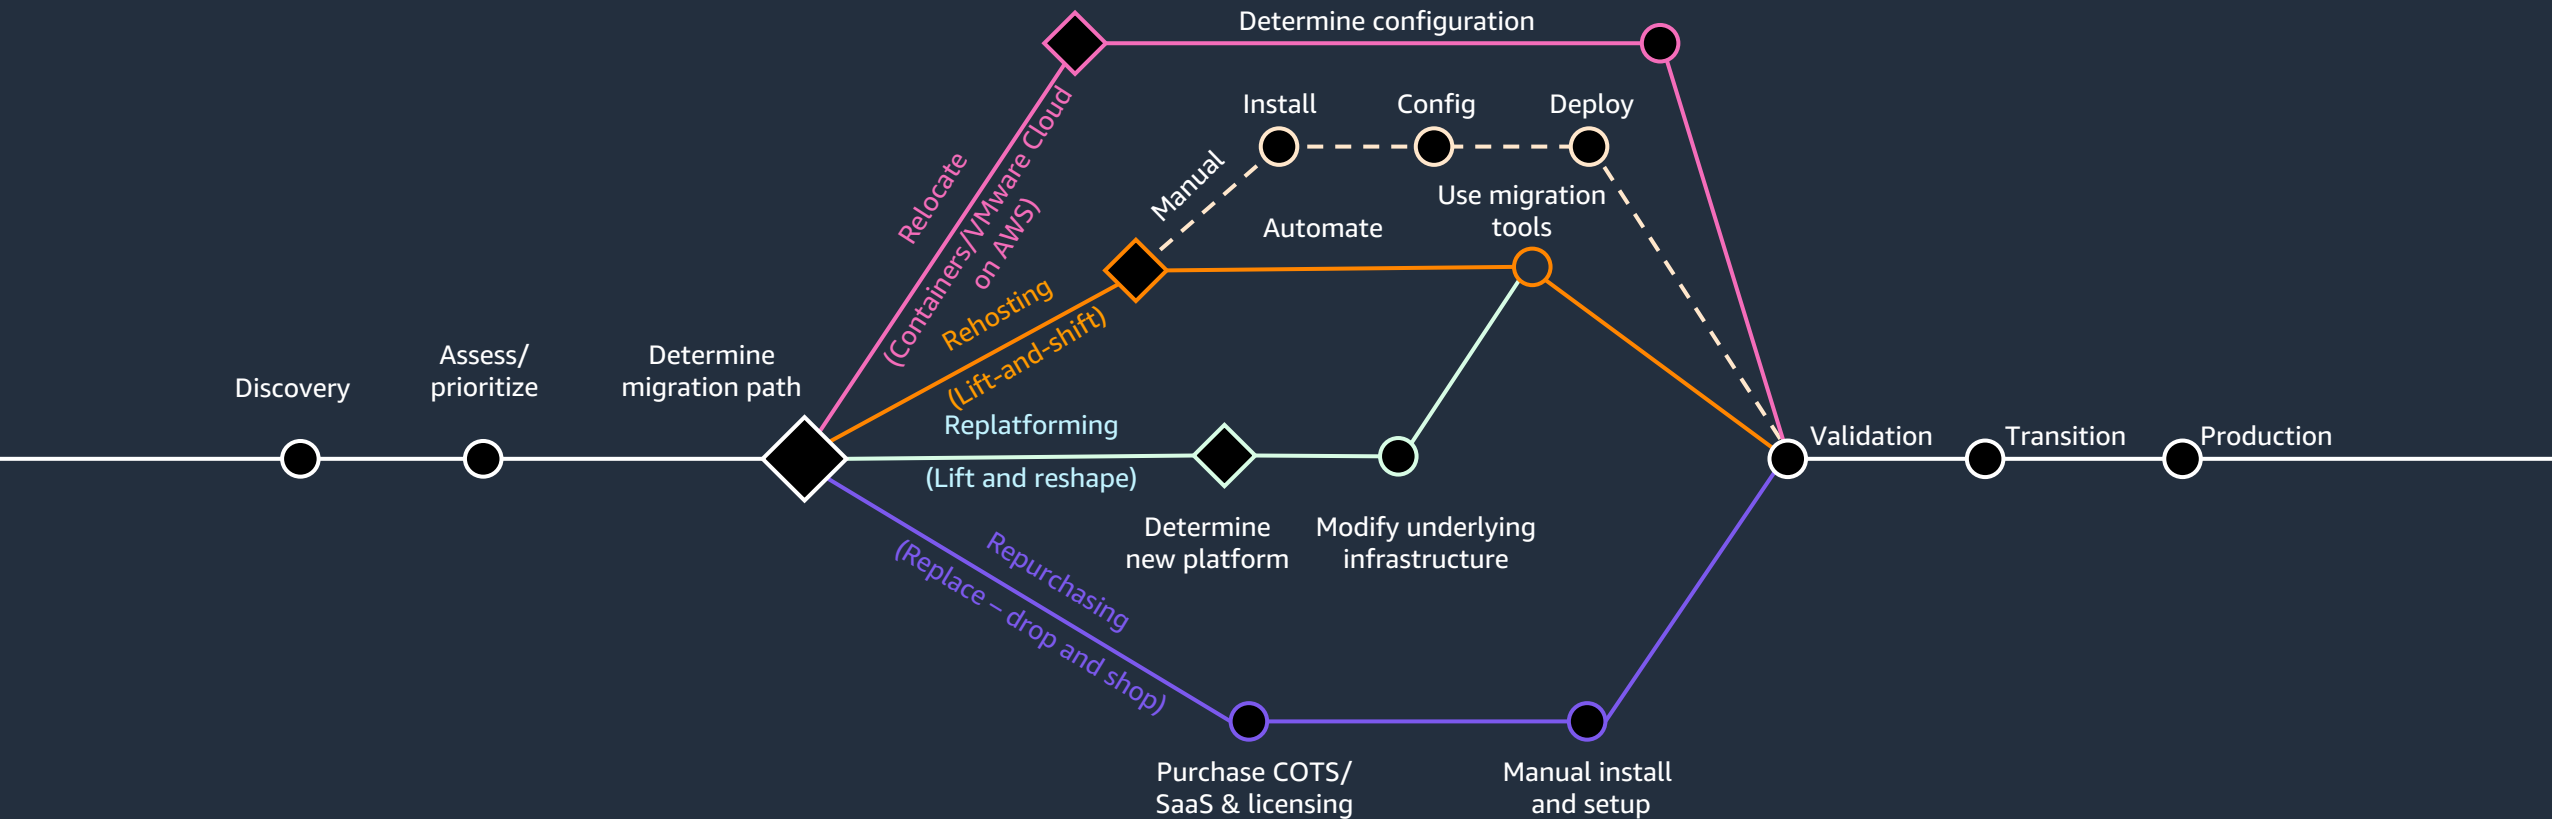 Determine configuration
Install
Config
Deploy
Manual
Relocate
(Containers/VMware Cloud
on AWS)
Use migration
tools
Automate
Rehosting
(Lift-and-shift)
Discovery
Assess/
prioritize
Determine
migration path
Replatforming
(Lift and reshape)
Validation
Transition
Production
Determine
new platform
Modify underlying
infrastructure
Repurchasing
(Replace – drop and shop)
Purchase COTS/
SaaS & licensing
Manual install
and setup